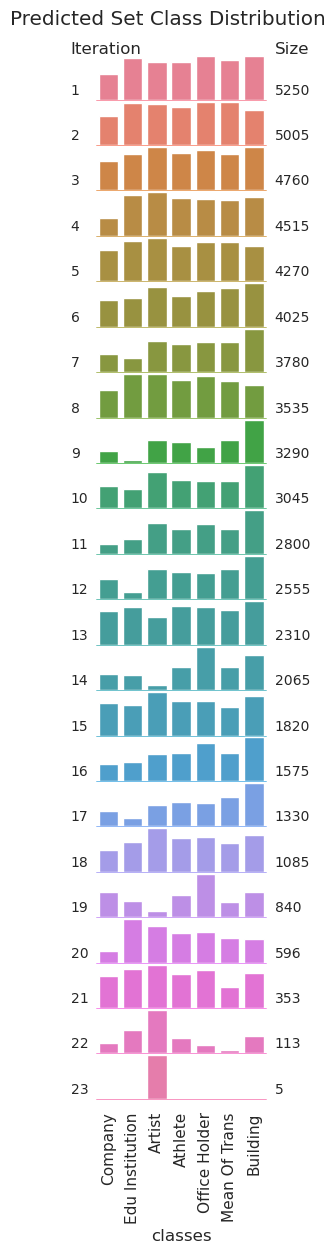 Predicted Set Class Distribution
Iteration Size
1 5250
2 5005
3 4760
4 4515
5 4270
6 4025
7 3780
8 3535
9 3290
10 3045
11 2800
12 2555
13 2310
14 2065
15 1820
16 1575
17 1330
18 1085
19 840
20 596
21 353
22 113
23 5
Company
Edu Institution
Artist
Athlete
Office Holder
Mean Of Trans
Building
classes